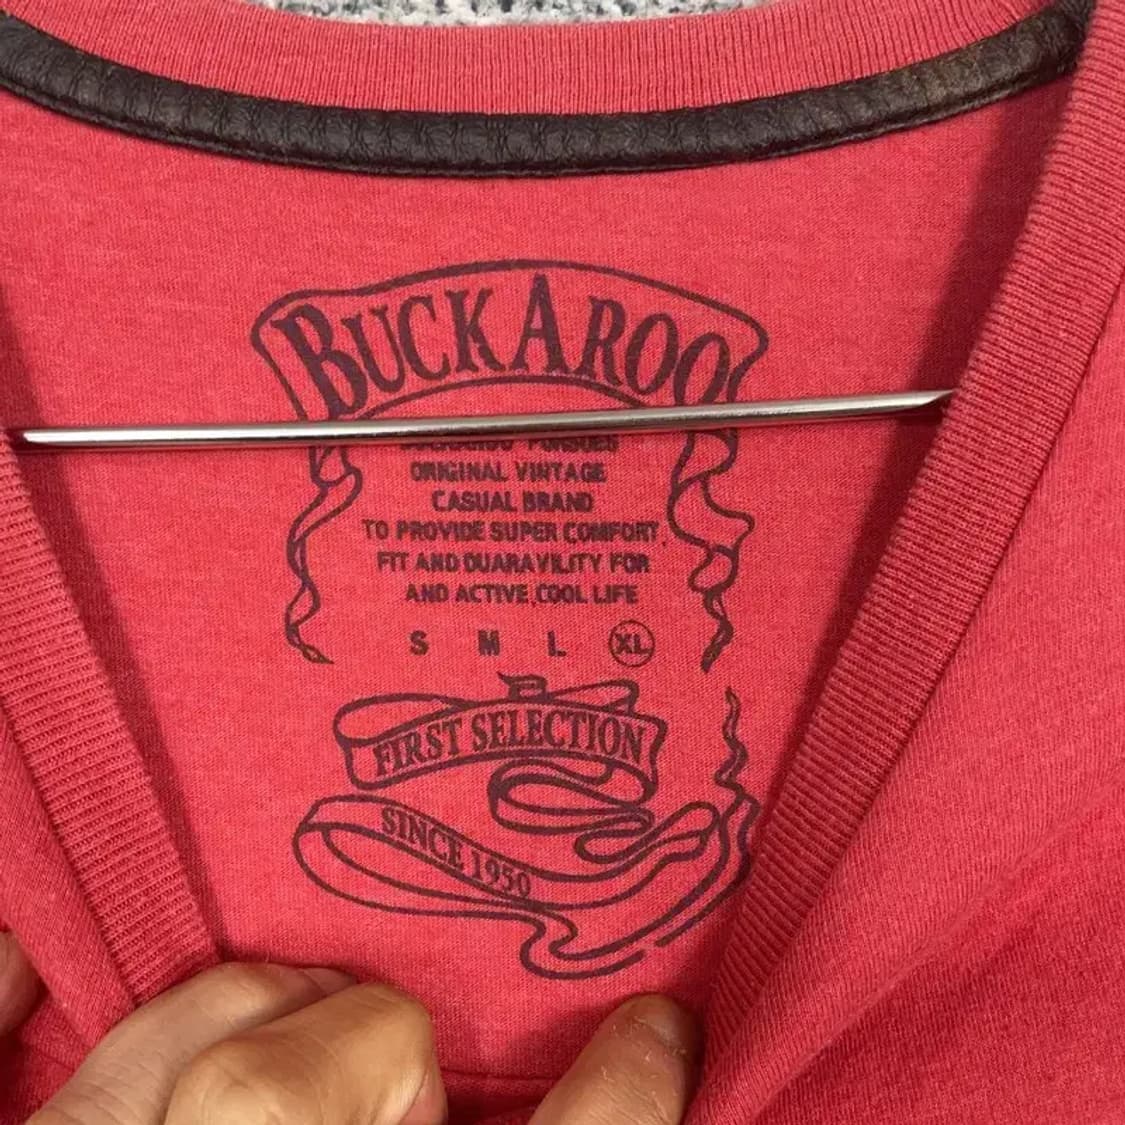 BUCKAROO
ORIGINAL VINTAGE
CASUAL BRAND
TO PROVIDE SUPER COMFORT,
FIT AND DUARAVILITY FOR
AND ACTIVE, COOL LIFE
S M L XL
FIRST SELECTION
SINCE 1950